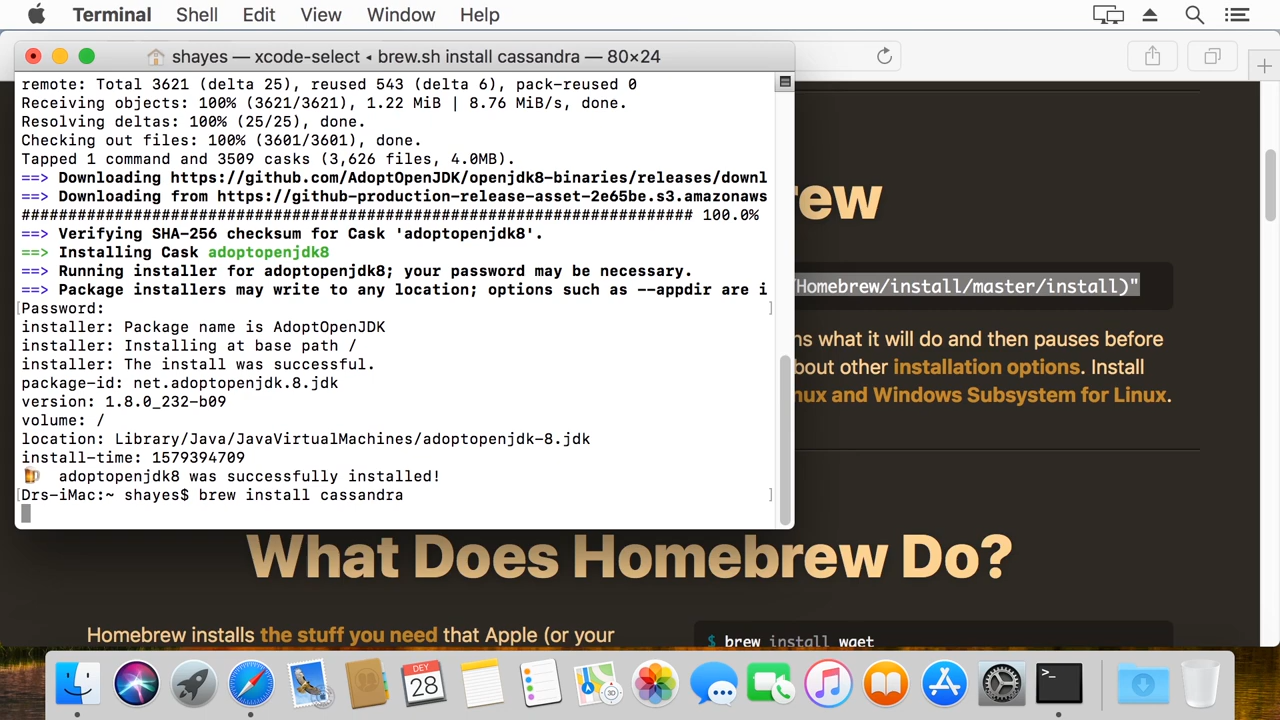 Terminal Shell Edit View Window Help
shayes — xcode-select ◂ brew.sh install cassandra — 80×24
remote: Total 3621 (delta 25), reused 543 (delta 6), pack-reused 0
Receiving objects: 100% (3621/3621), 1.22 MiB | 8.76 MiB/s, done.
Resolving deltas: 100% (25/25), done.
Checking out files: 100% (3601/3601), done.
Tapped 1 command and 3509 casks (3,626 files, 4.0MB).
==> Downloading https://github.com/AdoptOpenJDK/openjdk8-binaries/releases/downl
==> Downloading from https://github-production-release-asset-2e65be.s3.amazonaws
######################################################################## 100.0%
==> Verifying SHA-256 checksum for Cask 'adoptopenjdk8'.
==> Installing Cask adoptopenjdk8
==> Running installer for adoptopenjdk8; your password may be necessary.
==> Package installers may write to any location; options such as --appdir are i
[Password: ]
installer: Package name is AdoptOpenJDK
installer: Installing at base path /
installer: The install was successful.
package-id: net.adoptopenjdk.8.jdk
version: 1.8.0_232-b09
volume: /
location: Library/Java/JavaVirtualMachines/adoptopenjdk-8.jdk
install-time: 1579394709
🍺 adoptopenjdk8 was successfully installed!
[Drs-iMac:~ shayes$ brew install cassandra ]
rew
/Homebrew/install/master/install)"
ns what it will do and then pauses before
bout other installation options. Install
nux and Windows Subsystem for Linux.
What Does Homebrew Do?
Homebrew installs the stuff you need that Apple (or your
$ brew install wget
DEY
28
3D
>_